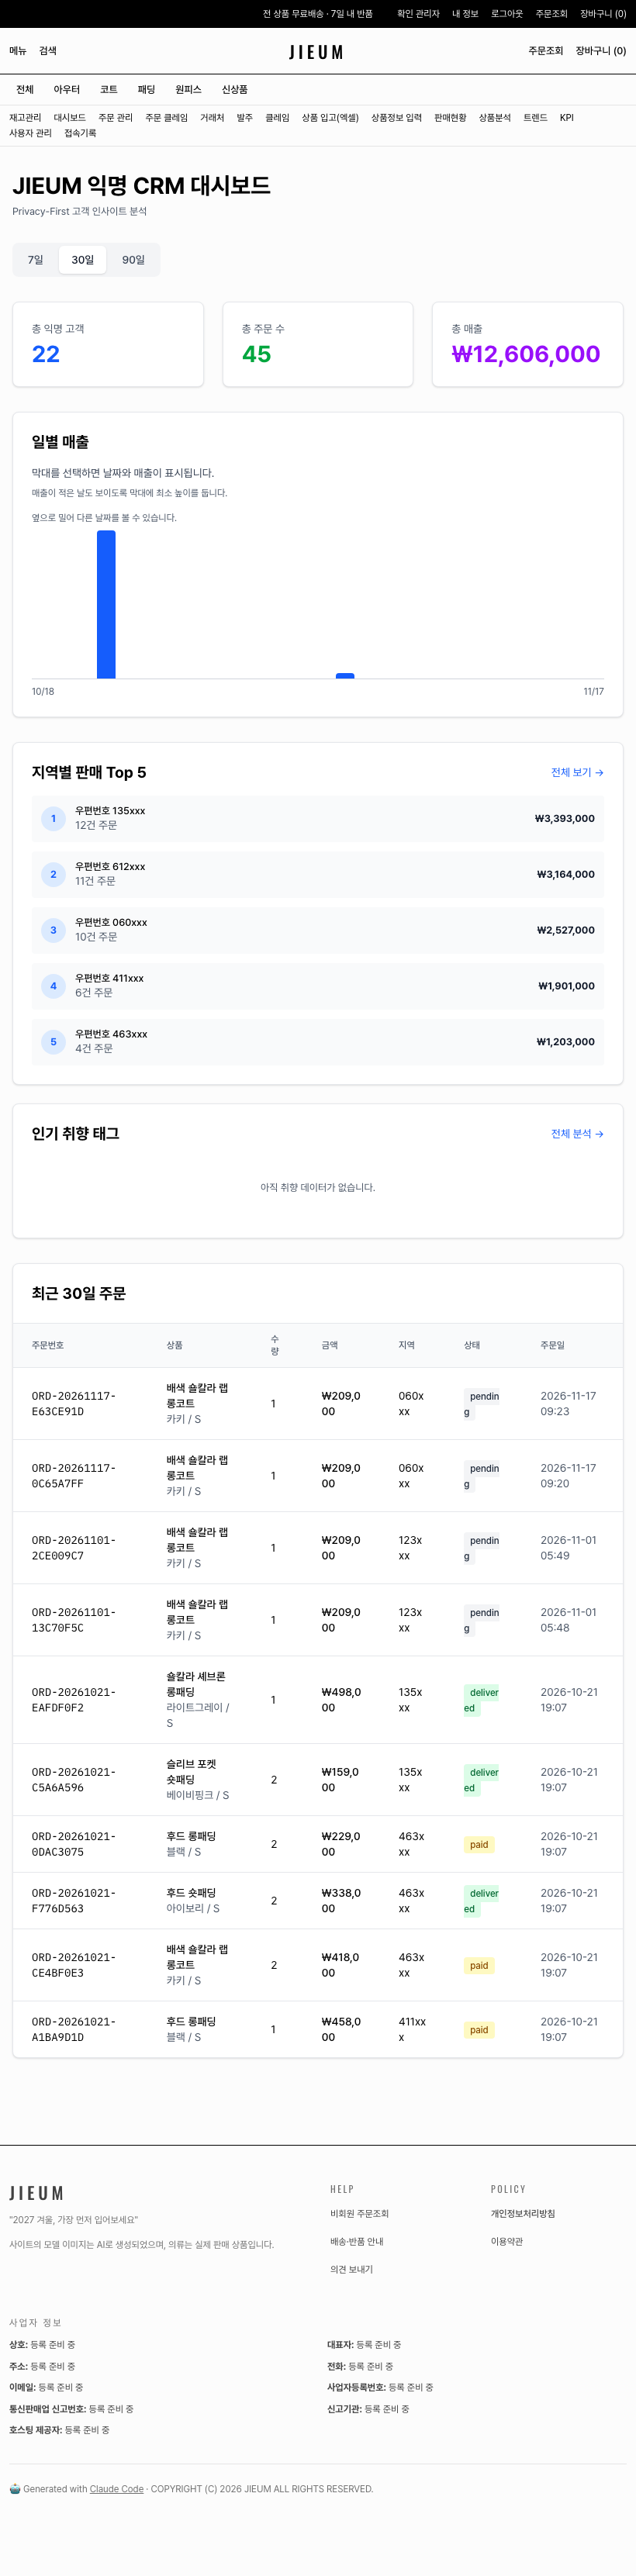 전 상품 무료배송 · 7일 내 반품 확인 관리자 내 정보 로그아웃 주문조회 장바구니 (0)
메뉴 검색 JIEUM 주문조회 장바구니 (0)
전체 아우터 코트 패딩 원피스 신상품
재고관리 대시보드 주문 관리 주문 클레임 거래처 발주 클레임 상품 입고(엑셀) 상품정보 입력 판매현황 상품분석 트렌드 KPI
사용자 관리 접속기록
JIEUM 익명 CRM 대시보드
Privacy-First 고객 인사이트 분석
7일 30일 90일
총 익명 고객
22
총 주문 수
45
총 매출
₩12,606,000
일별 매출
막대를 선택하면 날짜와 매출이 표시됩니다.
매출이 적은 날도 보이도록 막대에 최소 높이를 둡니다.
옆으로 밀어 다른 날짜를 볼 수 있습니다.
10/18 11/17
지역별 판매 Top 5 전체 보기 →
1 우편번호 135xxx
12건 주문 ₩3,393,000
2 우편번호 612xxx
11건 주문 ₩3,164,000
3 우편번호 060xxx
10건 주문 ₩2,527,000
4 우편번호 411xxx
6건 주문 ₩1,901,000
5 우편번호 463xxx
4건 주문 ₩1,203,000
인기 취향 태그 전체 분석 →
아직 취향 데이터가 없습니다.
최근 30일 주문
주문번호 상품 수량 금액 지역 상태 주문일
ORD-20261117-E63CE91D 배색 숄칼라 랩 롱코트 카키 / S 1 ₩209,000 060xxx pending 2026-11-17 09:23
ORD-20261117-0C65A7FF 배색 숄칼라 랩 롱코트 카키 / S 1 ₩209,000 060xxx pending 2026-11-17 09:20
ORD-20261101-2CE009C7 배색 숄칼라 랩 롱코트 카키 / S 1 ₩209,000 123xxx pending 2026-11-01 05:49
ORD-20261101-13C70F5C 배색 숄칼라 랩 롱코트 카키 / S 1 ₩209,000 123xxx pending 2026-11-01 05:48
ORD-20261021-EAFDF0F2 숄칼라 셰브론 롱패딩 라이트그레이 / S 1 ₩498,000 135xxx delivered 2026-10-21 19:07
ORD-20261021-C5A6A596 슬리브 포켓 숏패딩 베이비핑크 / S 2 ₩159,000 135xxx delivered 2026-10-21 19:07
ORD-20261021-0DAC3075 후드 롱패딩 블랙 / S 2 ₩229,000 463xxx paid 2026-10-21 19:07
ORD-20261021-F776D563 후드 숏패딩 아이보리 / S 2 ₩338,000 463xxx delivered 2026-10-21 19:07
ORD-20261021-CE4BF0E3 배색 숄칼라 랩 롱코트 카키 / S 2 ₩418,000 463xxx paid 2026-10-21 19:07
ORD-20261021-A1BA9D1D 후드 롱패딩 블랙 / S 1 ₩458,000 411xxx paid 2026-10-21 19:07
JIEUM HELP POLICY
"2027 겨울, 가장 먼저 입어보세요" 비회원 주문조회 개인정보처리방침
사이트의 모델 이미지는 AI로 생성되었으며, 의류는 실제 판매 상품입니다. 배송·반품 안내 이용약관
의견 보내기
사업자 정보
상호: 등록 준비 중 대표자: 등록 준비 중
주소: 등록 준비 중 전화: 등록 준비 중
이메일: 등록 준비 중 사업자등록번호: 등록 준비 중
통신판매업 신고번호: 등록 준비 중 신고기관: 등록 준비 중
호스팅 제공자: 등록 준비 중
🤖 Generated with Claude Code · COPYRIGHT (C) 2026 JIEUM ALL RIGHTS RESERVED.